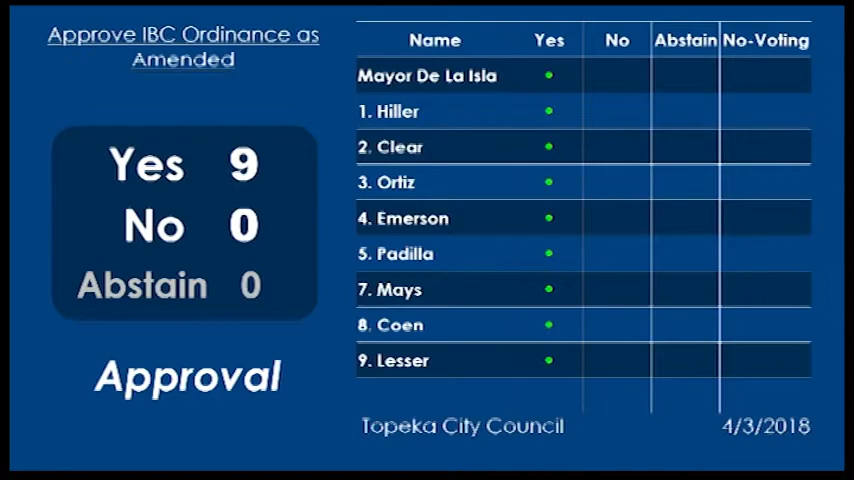 Approve IBC Ordinance as
Amended
Yes 9
No 0
Abstain 0
Approval
Name Yes No Abstain No-Voting
Mayor De La Isla
1. Hiller
2. Clear
3. Ortiz
4. Emerson
5. Padilla
7. Mays
8. Coen
9. Lesser
Topeka City Council 4/3/2018